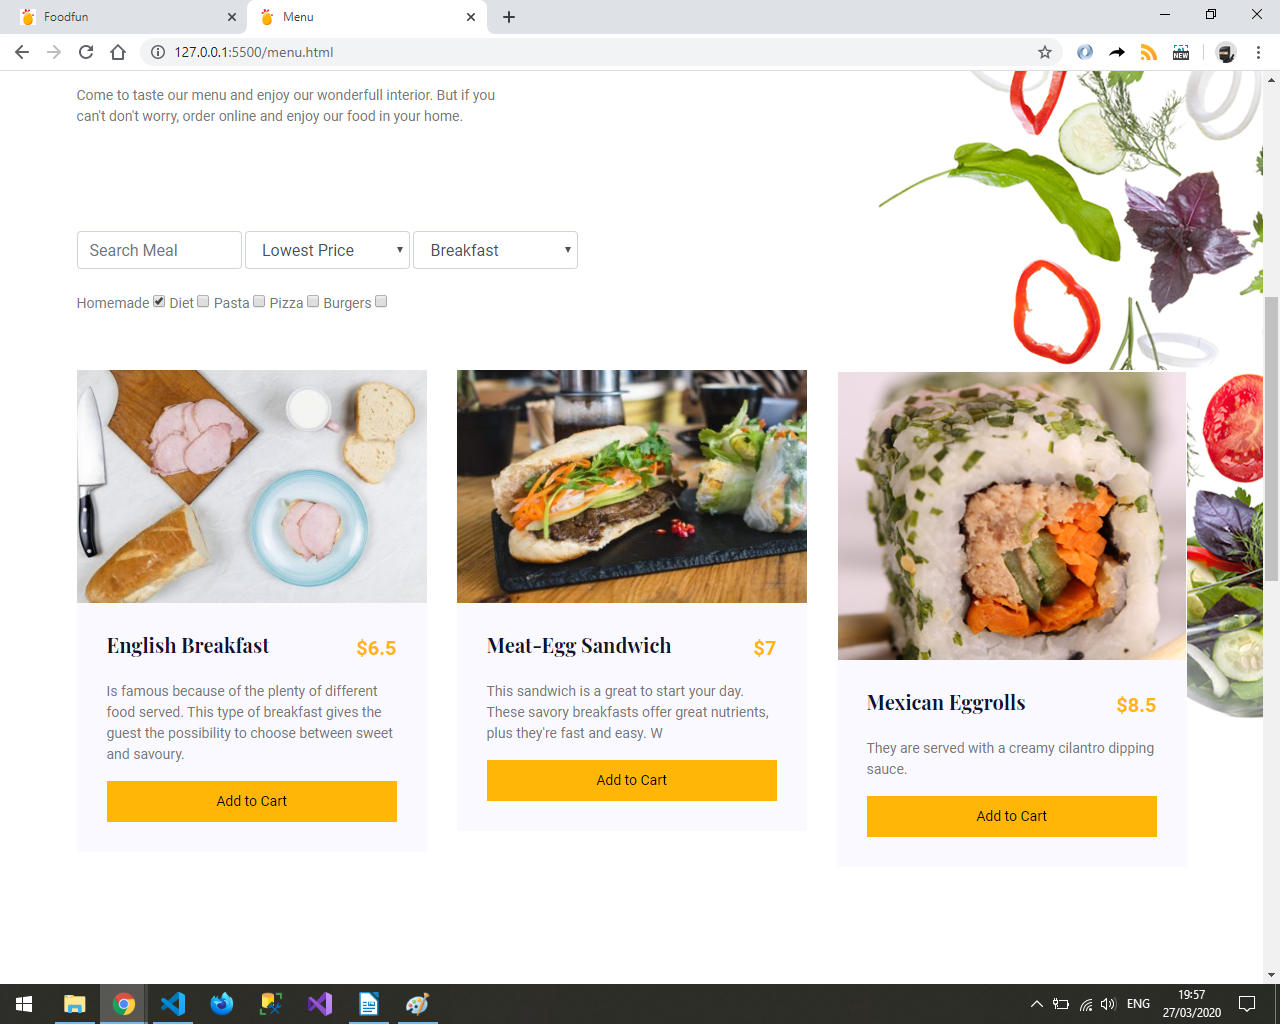 Foodfun
Menu
127.0.0.1:5500/menu.html
NEW
Come to taste our menu and enjoy our wonderfull interior. But if you
can't don't worry, order online and enjoy our food in your home.
Search Meal
Lowest Price
Breakfast
Homemade Diet Pasta Pizza Burgers
English Breakfast
$6.5
Is famous because of the plenty of different
food served. This type of breakfast gives the
guest the possibility to choose between sweet
and savoury.
Add to Cart
Meat-Egg Sandwich
$7
This sandwich is a great to start your day.
These savory breakfasts offer great nutrients,
plus they're fast and easy. W
Add to Cart
Mexican Eggrolls
$8.5
They are served with a creamy cilantro dipping
sauce.
Add to Cart
ENG
19:57
27/03/2020